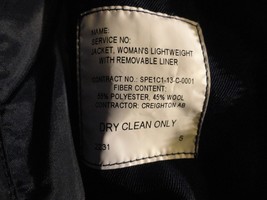 NAME:
SERVICE NO:
JACKET, WOMAN'S LIGHTWEIGHT
WITH REMOVABLE LINER
CONTRACT NO.: SPE1C1-13-C-0001
FIBER CONTENT:
55% POLYESTER, 45% WOOL
CONTRACTOR: CREIGHTON AB
DRY CLEAN ONLY